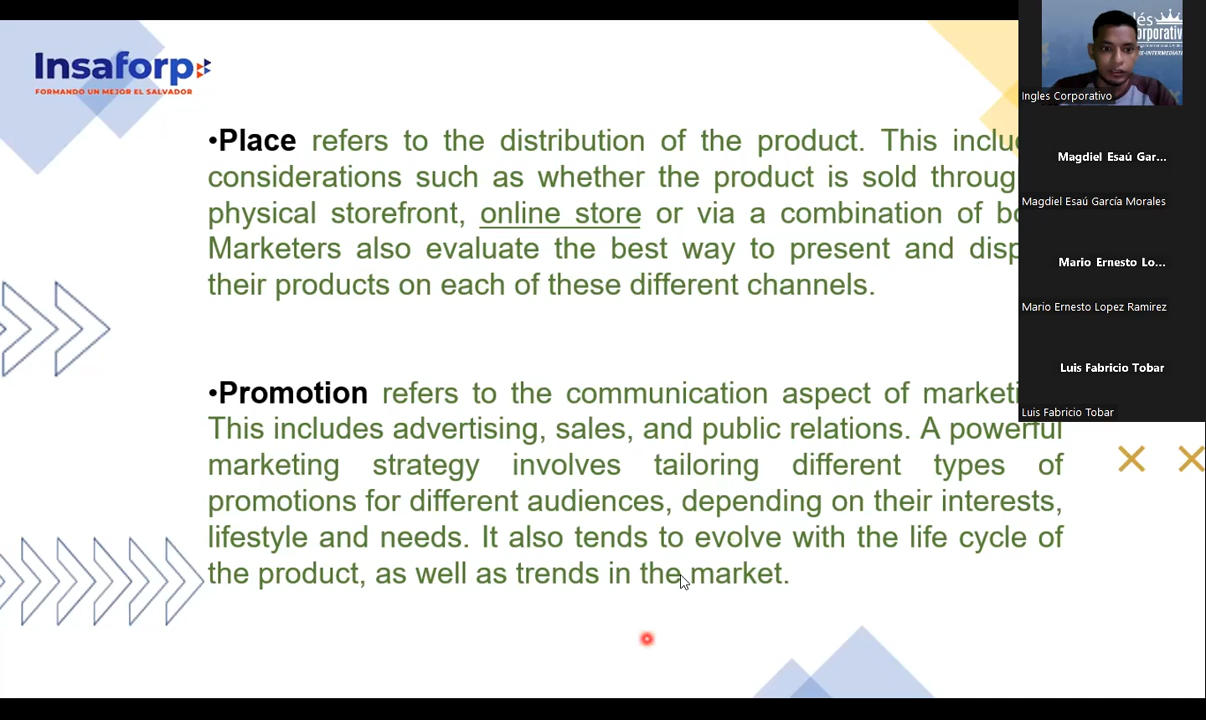 Insaforp
FORMANDO UN MEJOR EL SALVADOR
•Place refers to the distribution of the product. This
considerations such as whether the product is sold
physical storefront, online store or via a combination of
Marketers also evaluate the best way to present and
their products on each of these different channels.
•Promotion refers to the communication aspect of
This includes advertising, sales, and public relations. A powerful
marketing strategy involves tailoring different types of
promotions for different audiences, depending on their interests,
lifestyle and needs. It also tends to evolve with the life cycle of
the product, as well as trends in the market.
Ingles Corporativo
Magdiel Esaú Gar...
Magdiel Esaú García Morales
Mario Ernesto Lo...
Mario Ernesto Lopez Ramirez
Luis Fabricio Tobar
Luis Fabricio Tobar